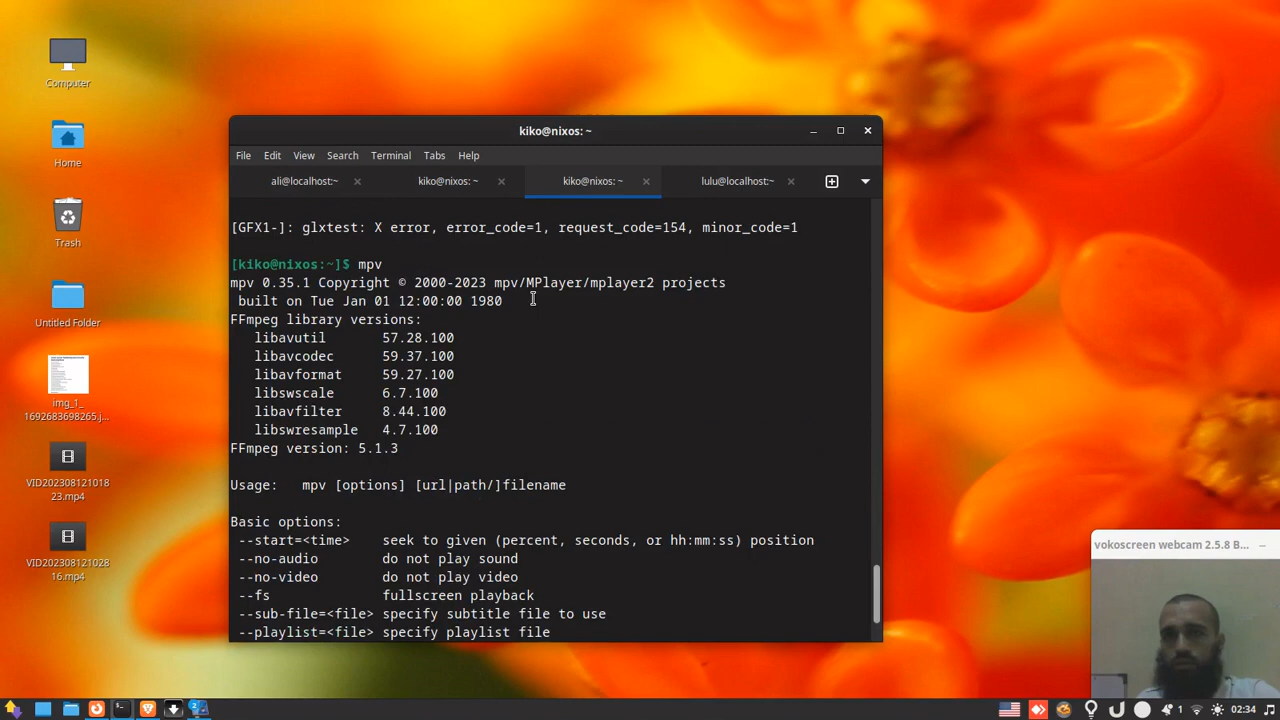 Computer
Home
Trash
Untitled Folder
img_1_
1692683698265.j...
VID202308121018
23.mp4
VID202308121028
16.mp4
kiko@nixos: ~
File Edit View Search Terminal Tabs Help
ali@localhost:~ kiko@nixos: ~ kiko@nixos: ~ lulu@localhost:~
[GFX1-]: glxtest: X error, error_code=1, request_code=154, minor_code=1
[kiko@nixos:~]$ mpv
mpv 0.35.1 Copyright © 2000-2023 mpv/MPlayer/mplayer2 projects
built on Tue Jan 01 12:00:00 1980
FFmpeg library versions:
libavutil 57.28.100
libavcodec 59.37.100
libavformat 59.27.100
libswscale 6.7.100
libavfilter 8.44.100
libswresample 4.7.100
FFmpeg version: 5.1.3
Usage: mpv [options] [url|path/]filename
Basic options:
--start=<time> seek to given (percent, seconds, or hh:mm:ss) position
--no-audio do not play sound
--no-video do not play video
--fs fullscreen playback
--sub-file=<file> specify subtitle file to use
--playlist=<file> specify playlist file
vokoscreen webcam 2.5.8 B...
2
1
02:34